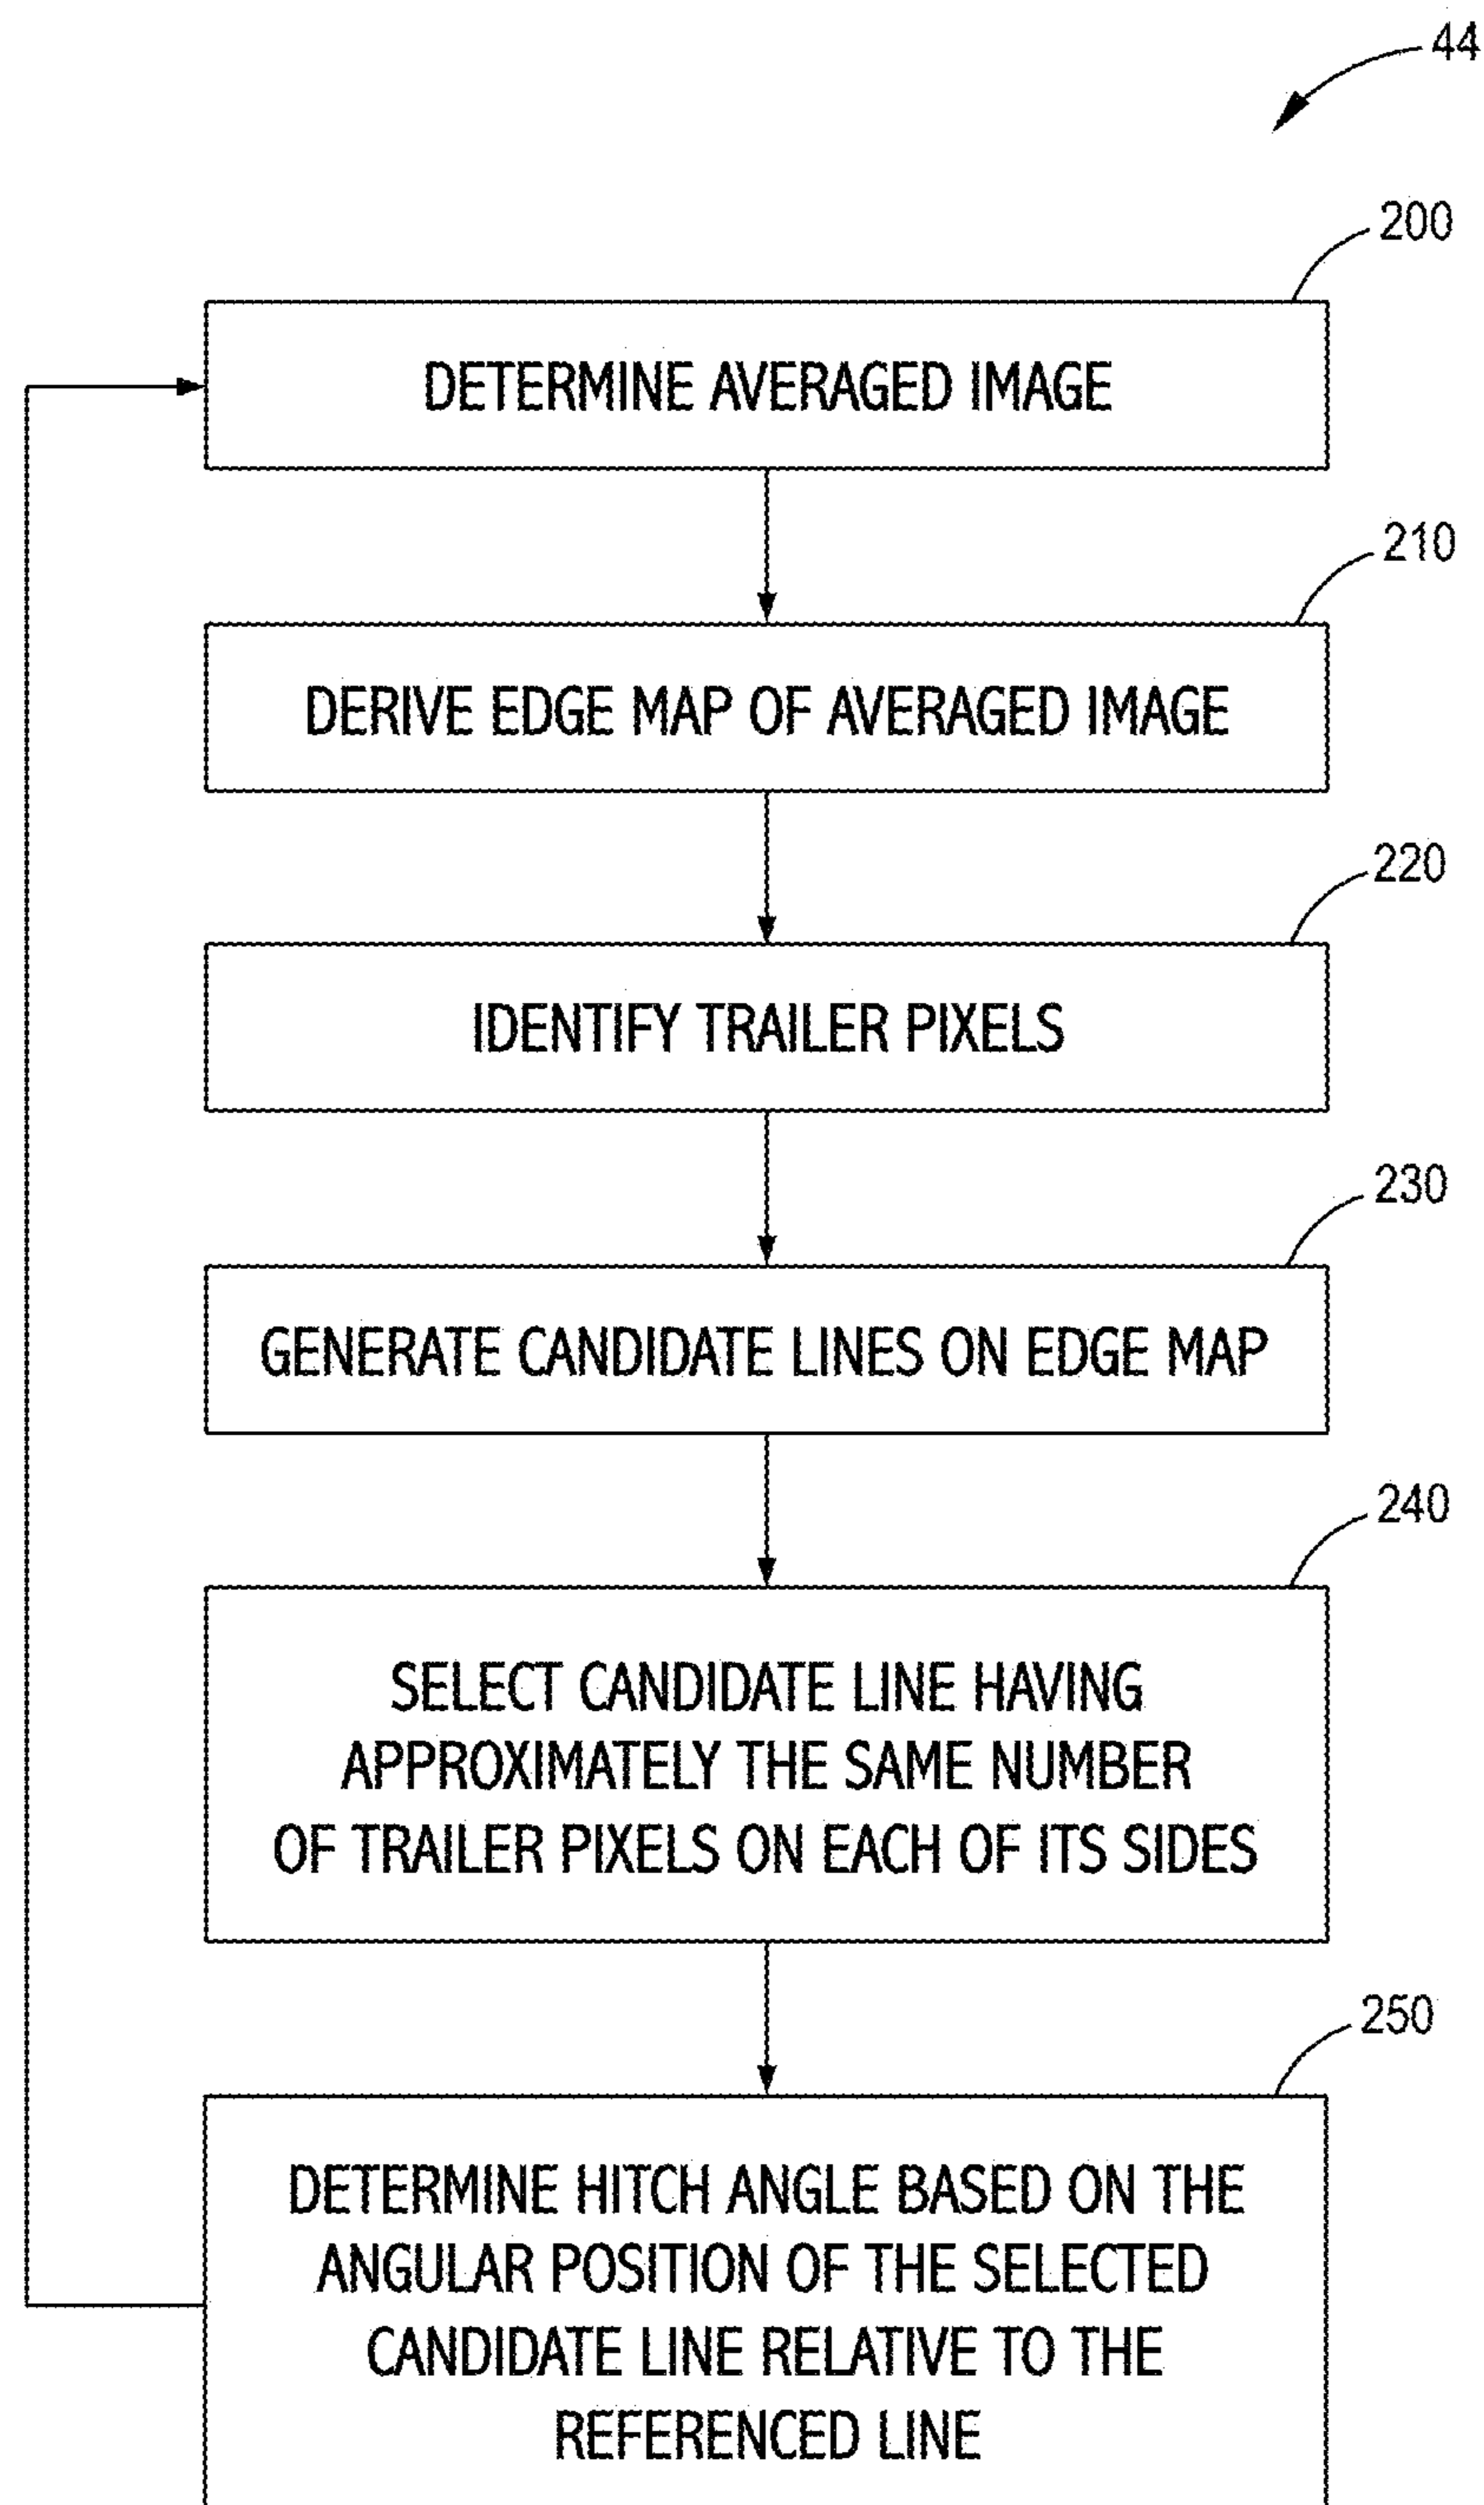 44
200
DETERMINE AVERAGED IMAGE
210
DERIVE EDGE MAP OF AVERAGED IMAGE
220
IDENTIFY TRAILER PIXELS
230
GENERATE CANDIDATE LINES ON EDGE MAP
240
SELECT CANDIDATE LINE HAVING
APPROXIMATELY THE SAME NUMBER
OF TRAILER PIXELS ON EACH OF ITS SIDES
250
DETERMINE HITCH ANGLE BASED ON THE
ANGULAR POSITION OF THE SELECTED
CANDIDATE LINE RELATIVE TO THE
REFERENCED LINE